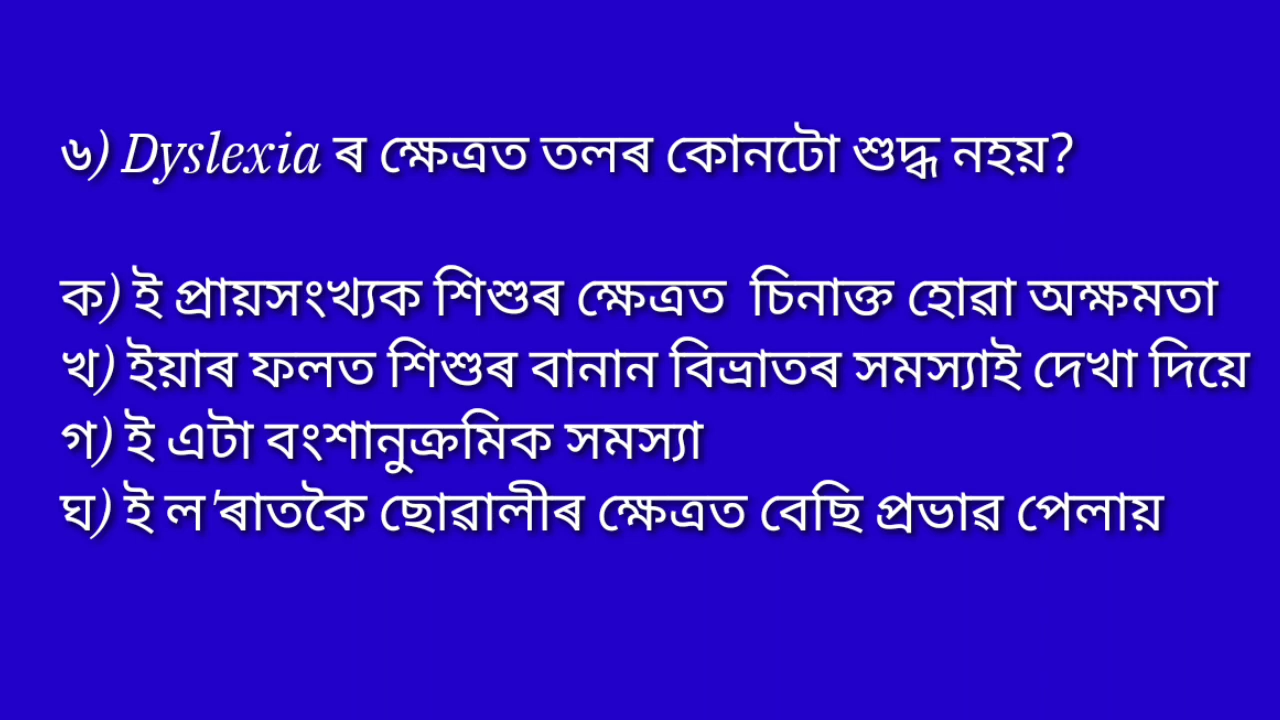 ৬) Dyslexia ৰ ক্ষেত্ৰত তলৰ কোনটো শুদ্ধ নহয়?
ক) ই প্ৰায়সংখ্যক শিশুৰ ক্ষেত্ৰত চিনাক্ত হোৱা অক্ষমতা
খ) ইয়াৰ ফলত শিশুৰ বানান বিভ্ৰাতৰ সমস্যাই দেখা দিয়ে
গ) ই এটা বংশানুক্ৰমিক সমস্যা
ঘ) ই ল'ৰাতকৈ ছোৱালীৰ ক্ষেত্ৰত বেছি প্ৰভাৱ পেলায়